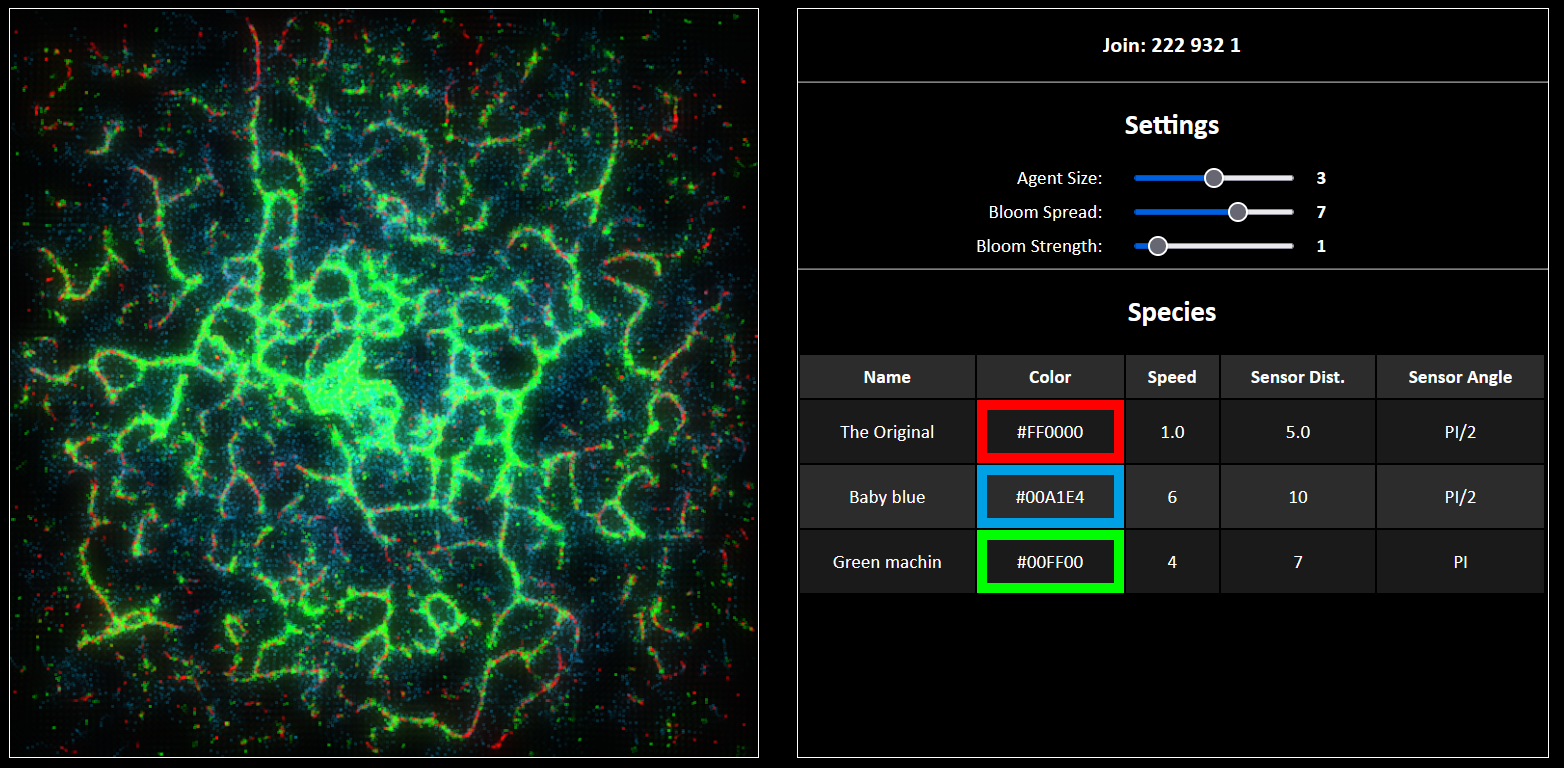 Join: 222 932 1
Settings
Agent Size: 3
Bloom Spread: 7
Bloom Strength: 1
Species
Name Color Speed Sensor Dist. Sensor Angle
The Original #FF0000 1.0 5.0 PI/2
Baby blue #00A1E4 6 10 PI/2
Green machin #00FF00 4 7 PI